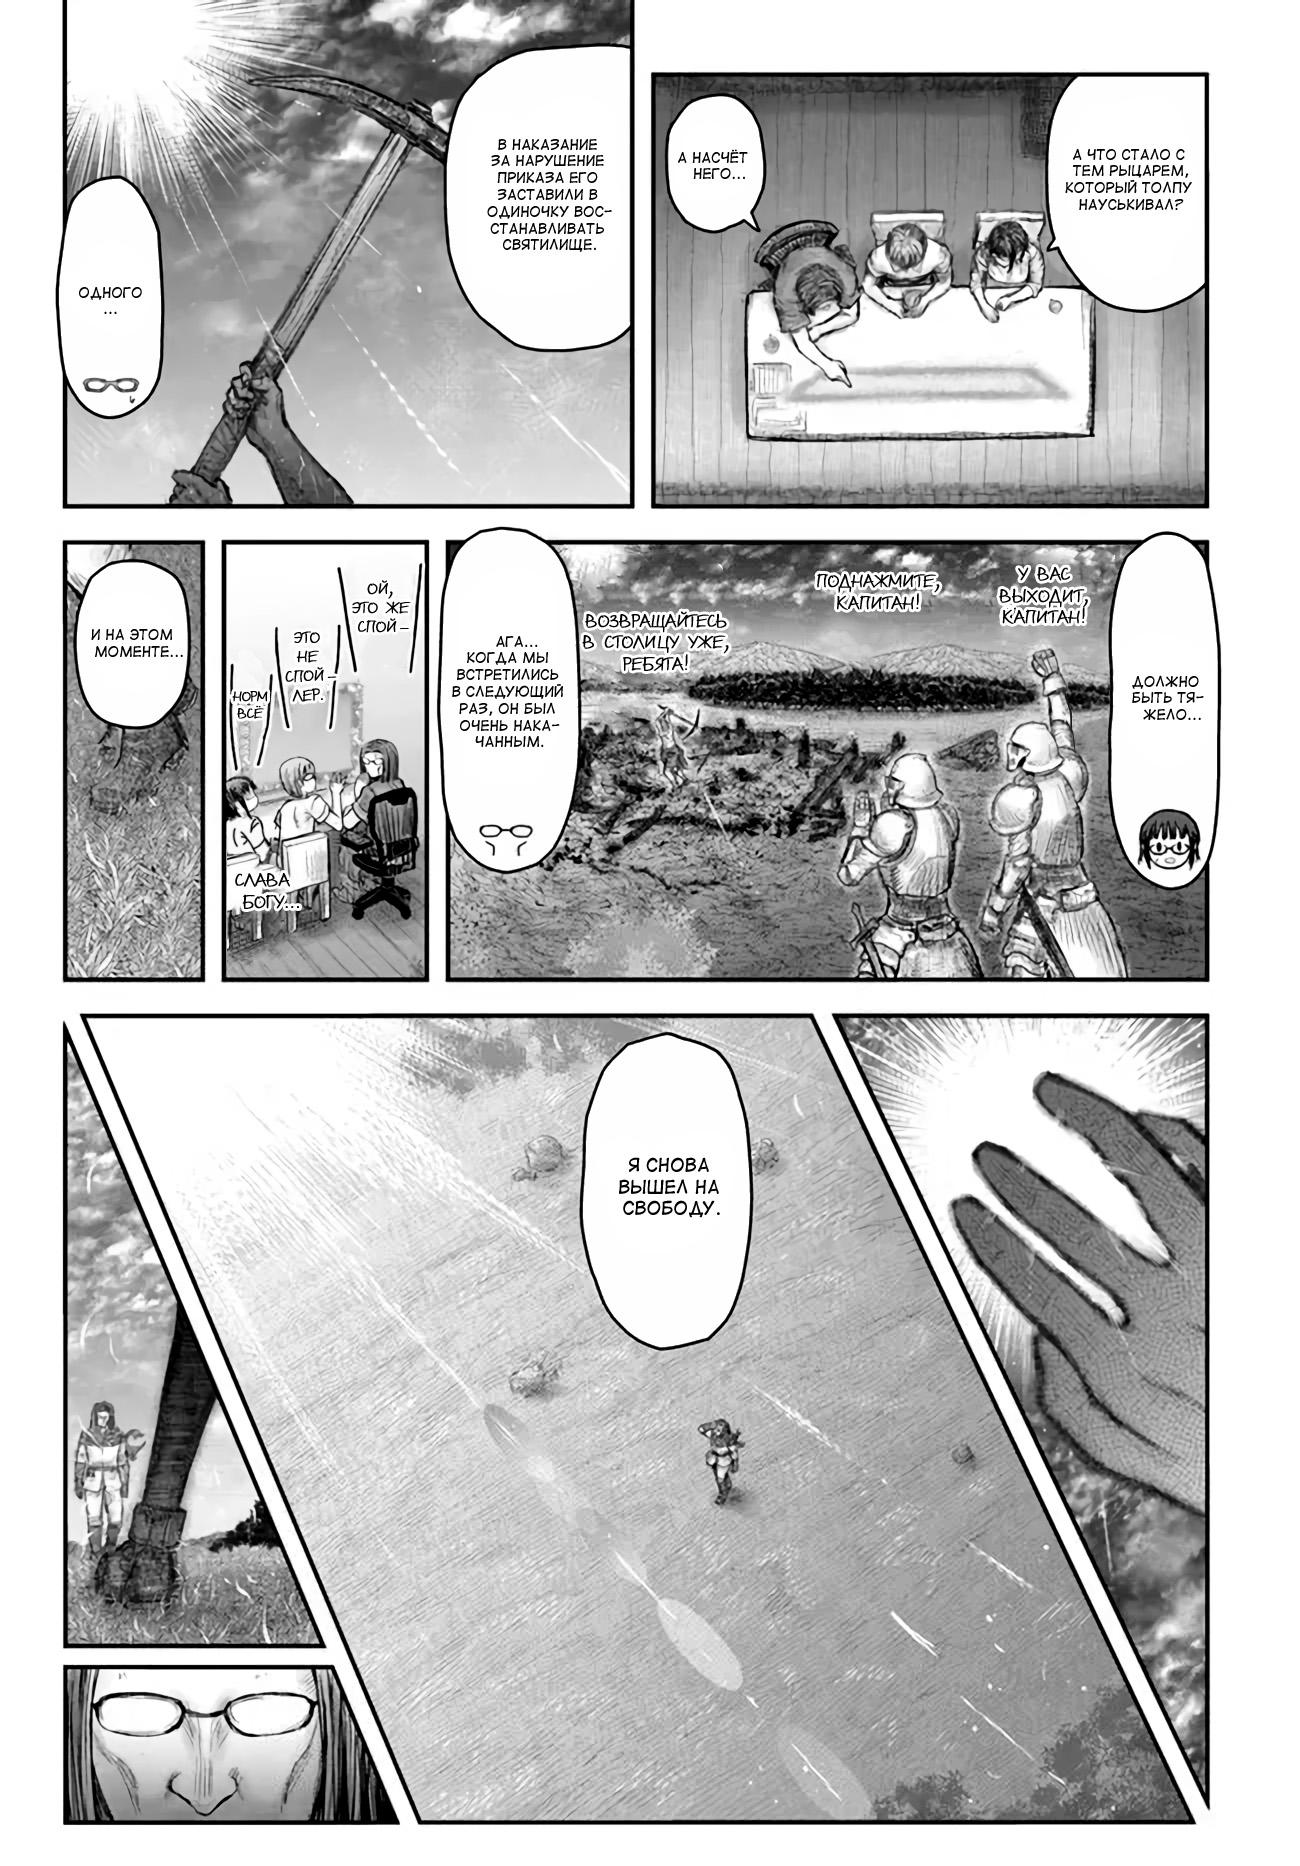 А ЧТО СТАЛО С
ТЕМ РЫЦАРЕМ,
КОТОРЫЙ ТОЛПУ
НАУСЬКИВАЛ?
А НАСЧЁТ
НЕГО...
В НАКАЗАНИЕ
ЗА НАРУШЕНИЕ
ПРИКАЗА ЕГО
ЗАСТАВИЛИ В
ОДИНОЧКУ ВОС-
СТАНАВЛИВАТЬ
СВЯТИЛИЩЕ.
ОДНОГО
...
ДОЛЖНО
БЫТЬ ТЯ-
ЖЕЛО...
У ВАС
ВЫХОДИТ,
КАПИТАН!
ПОДНАЖМИТЕ,
КАПИТАН!
ВОЗВРАЩАЙТЕСЬ
В СТОЛИЦУ УЖЕ,
РЕБЯТА!
АГА...
КОГДА МЫ
ВСТРЕТИЛИСЬ
В СЛЕДУЮЩИЙ
РАЗ, ОН БЫЛ
ОЧЕНЬ НАКА-
ЧАННЫМ.
ОЙ,
ЭТО ЖЕ
СПОЙ-
ЭТО
НЕ
СПОЙ-
ЛЕР.
НОРМ
ВСЁ
СЛАВА
БОГУ...
И НА ЭТОМ
МОМЕНТЕ...
Я СНОВА
ВЫШЕЛ НА
СВОБОДУ.